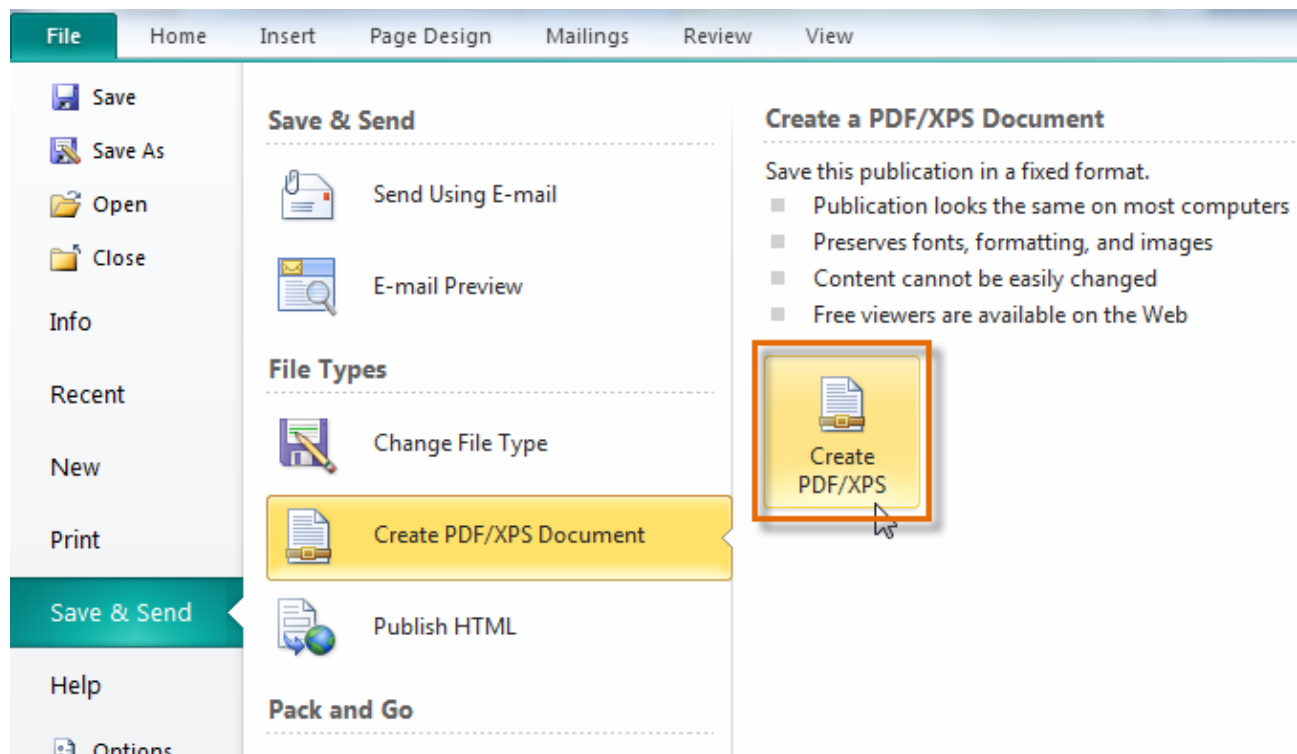 File Home Insert Page Design Mailings Review View
Save
Save As
Open
Close
Info
Recent
New
Print
Save & Send
Help
Options
Save & Send
Send Using E-mail
E-mail Preview
File Types
Change File Type
Create PDF/XPS Document
Publish HTML
Pack and Go
Create a PDF/XPS Document
Save this publication in a fixed format.
Publication looks the same on most computers
Preserves fonts, formatting, and images
Content cannot be easily changed
Free viewers are available on the Web
Create
PDF/XPS